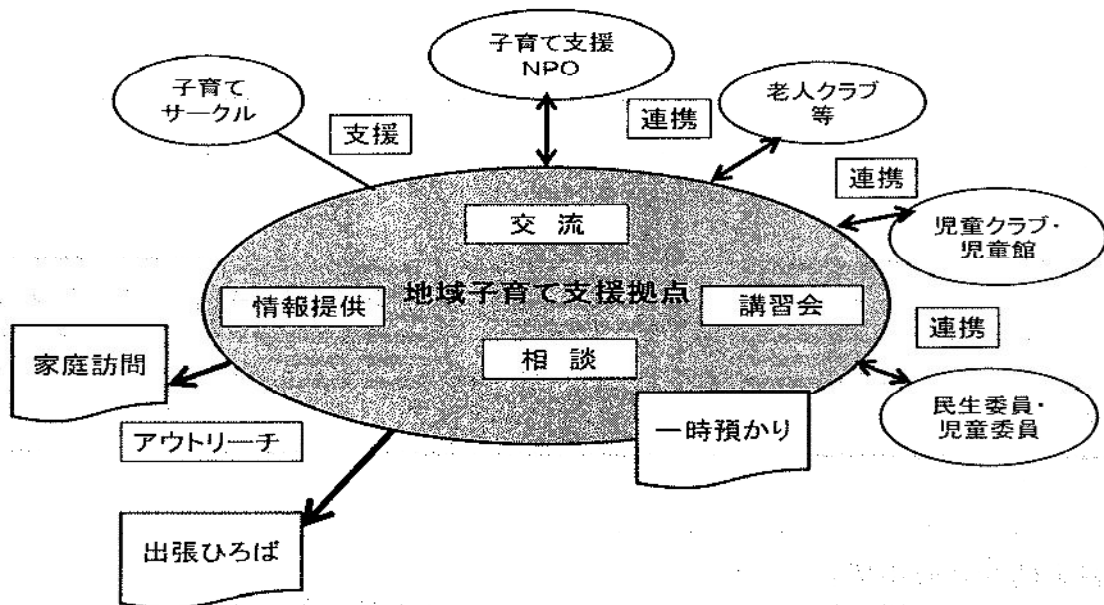 子育て支援
NPO
子育て
サークル
老人クラブ
等
支援
連携
連携
児童クラブ・
児童館
交 流
地域子育て支援拠点
情報提供
講習会
相 談
連携
家庭訪問
民生委員・
児童委員
一時預かり
アウトリーチ
出張ひろば